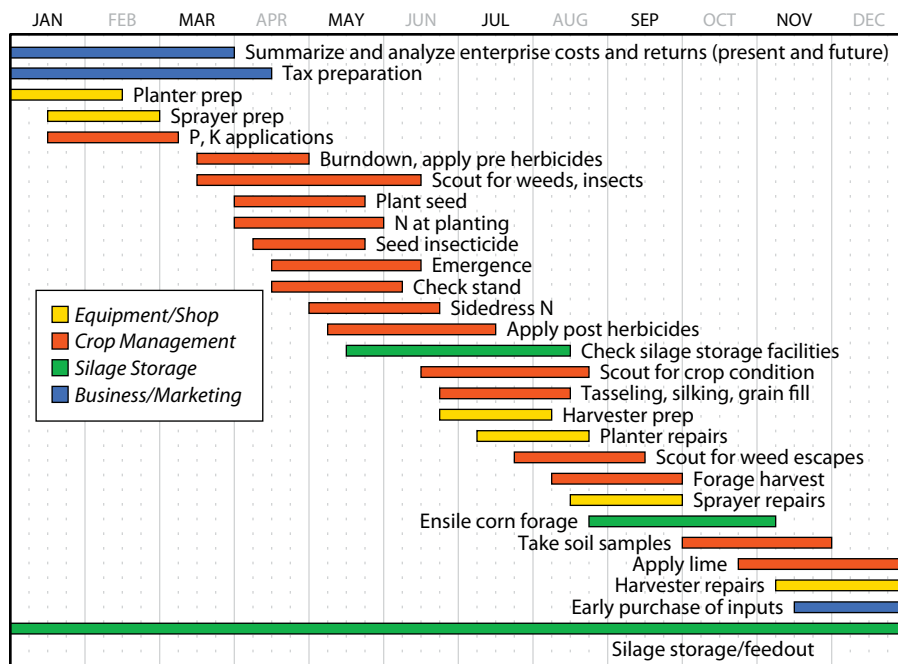 JAN FEB MAR APR MAY JUN JUL AUG SEP OCT NOV DEC
Summarize and analyze enterprise costs and returns (present and future)
Tax preparation
Planter prep
Sprayer prep
P, K applications
Burndown, apply pre herbicides
Scout for weeds, insects
Plant seed
N at planting
Seed insecticide
Emergence
Check stand
Sidedress N
Apply post herbicides
Check silage storage facilities
Scout for crop condition
Tasseling, silking, grain fill
Harvester prep
Planter repairs
Scout for weed escapes
Forage harvest
Sprayer repairs
Ensile corn forage
Take soil samples
Apply lime
Harvester repairs
Early purchase of inputs
Silage storage/feedout
Equipment/Shop
Crop Management
Silage Storage
Business/Marketing